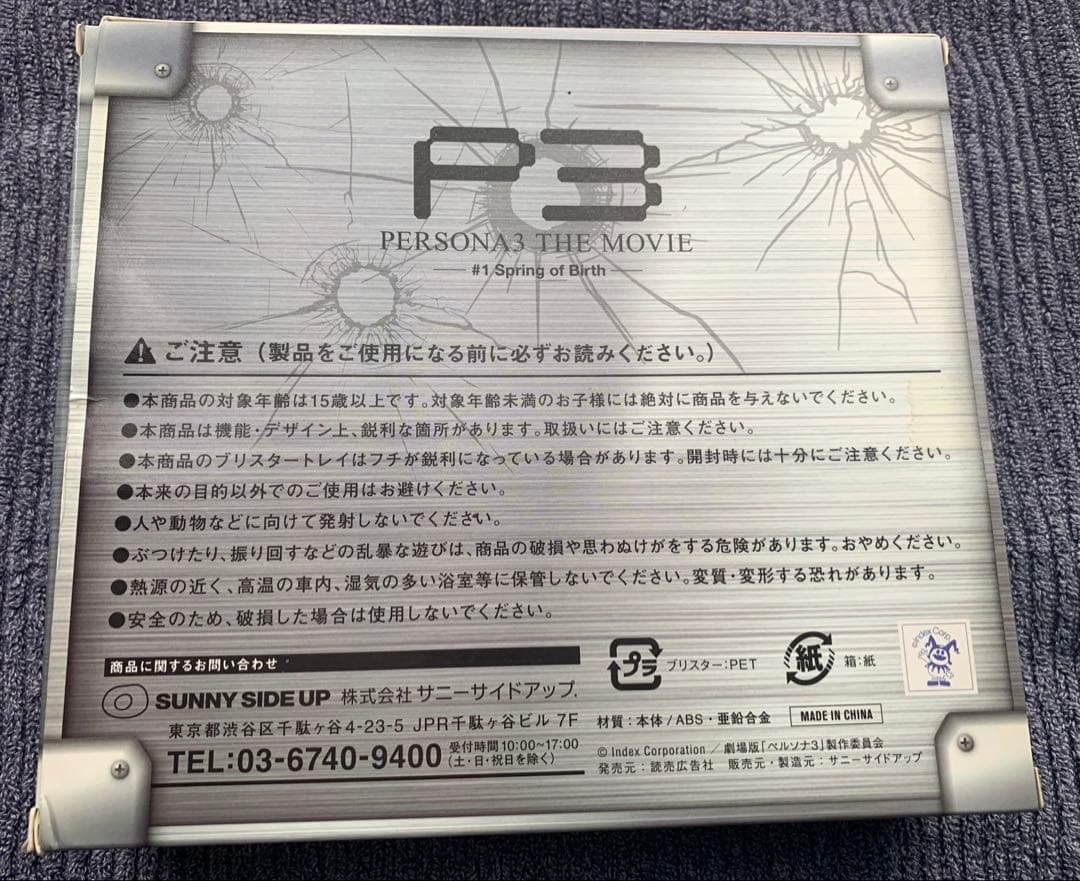 P3
PERSONA3 THE MOVIE
#1 Spring of Birth
ご注意（製品をご使用になる前に必ずお読みください。）
●本商品の対象年齢は15歳以上です。対象年齢未満のお子様には絶対に商品を与えないでください。
●本商品は機能・デザイン上、鋭利な箇所があります。取扱いにはご注意ください。
●本商品のブリスタートレイはフチが鋭利になっている場合があります。開封時には十分にご注意ください。
●本来の目的以外でのご使用はお避けください。
●人や動物などに向けて発射しないでください。
●ぶつけたり、振り回すなどの乱暴な遊びは、商品の破損や思わぬけがをする危険があります。おやめください。
●熱源の近く、高温の車内、湿気の多い浴室等に保管しないでください。変質・変形する恐れがあります。
●安全のため、破損した場合は使用しないでください。
商品に関するお問い合わせ
SUNNY SIDE UP 株式会社 サニーサイドアップ.
東京都渋谷区千駄ヶ谷4-23-5 JPR千駄ヶ谷ビル 7F
TEL:03-6740-9400 受付時間 10:00~17:00
（土・日・祝日を除く）
プラ ブリスター:PET
紙 箱:紙
©Index Corp.
材質:本体/ABS・亜鉛合金 MADE IN CHINA
© Index Corporation／劇場版「ペルソナ3」製作委員会
発売元:読売広告社 販売元・製造元:サニーサイドアップ